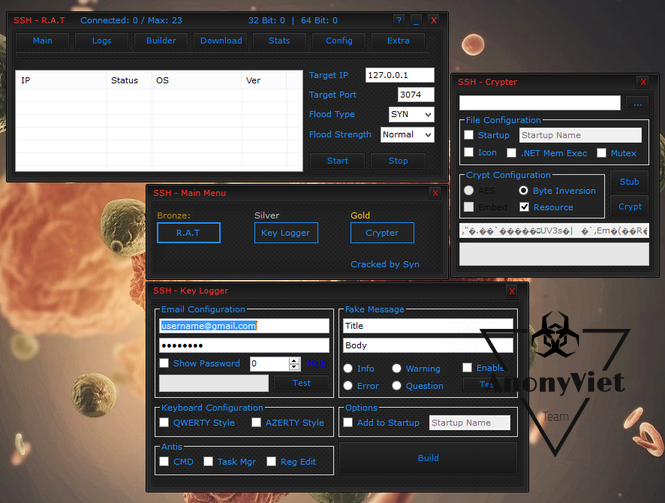 SSH - R.A.T Connected: 0 / Max: 23 32 Bit: 0 | 64 Bit: 0 ? _ X
Main Logs Builder Download Stats Config Extra
IP Status OS Ver
Target IP 127.0.0.1
Target Port 3074
Flood Type SYN
Flood Strength Normal
Start Stop
SSH - Crypter X
...
File Configuration
Startup Startup Name
Icon .NET Mem Exec Mutex
Crypt Configuration
AES Byte Inversion
Embed Resource
Stub
Crypt
SSH - Main Menu X
Bronze: Silver Gold
R.A.T Key Logger Crypter
Cracked by Syn
SSH - Key Logger X
Email Configuration
username@gmail.com
●●●●●●●●
Show Password 0
Test
Keyboard Configuration
QWERTY Style AZERTY Style
Antis
CMD Task Mgr Reg Edit
Fake Message
Title
Body
Info Warning Enable
Error Question
Options
Add to Startup Startup Name
Build
AnonyViet
Team